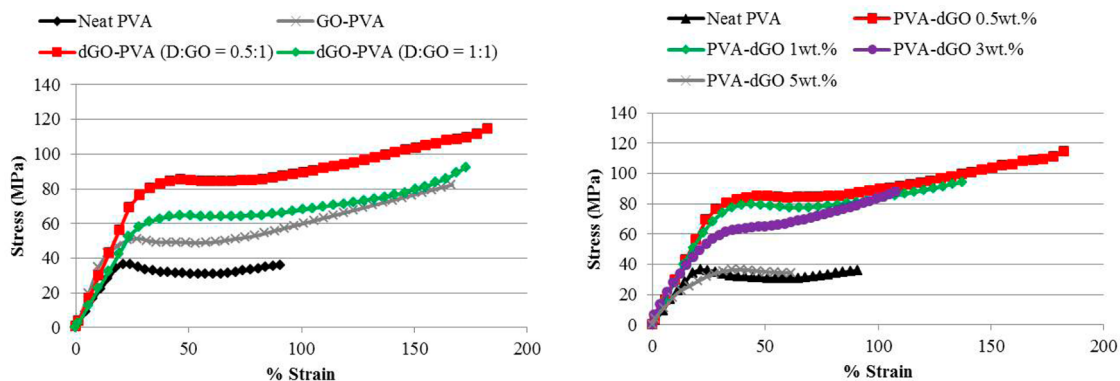 Neat PVA
GO-PVA
dGO-PVA (D:GO = 0.5:1)
dGO-PVA (D:GO = 1:1)
140
120
100
80
60
40
20
0
Stress (MPa)
0
50
100
150
200
% Strain
Neat PVA
PVA-dGO 0.5wt.%
PVA-dGO 1wt.%
PVA-dGO 3wt.%
PVA-dGO 5wt.%
140
120
100
80
60
40
20
0
Stress (MPa)
0
50
100
150
200
% Strain